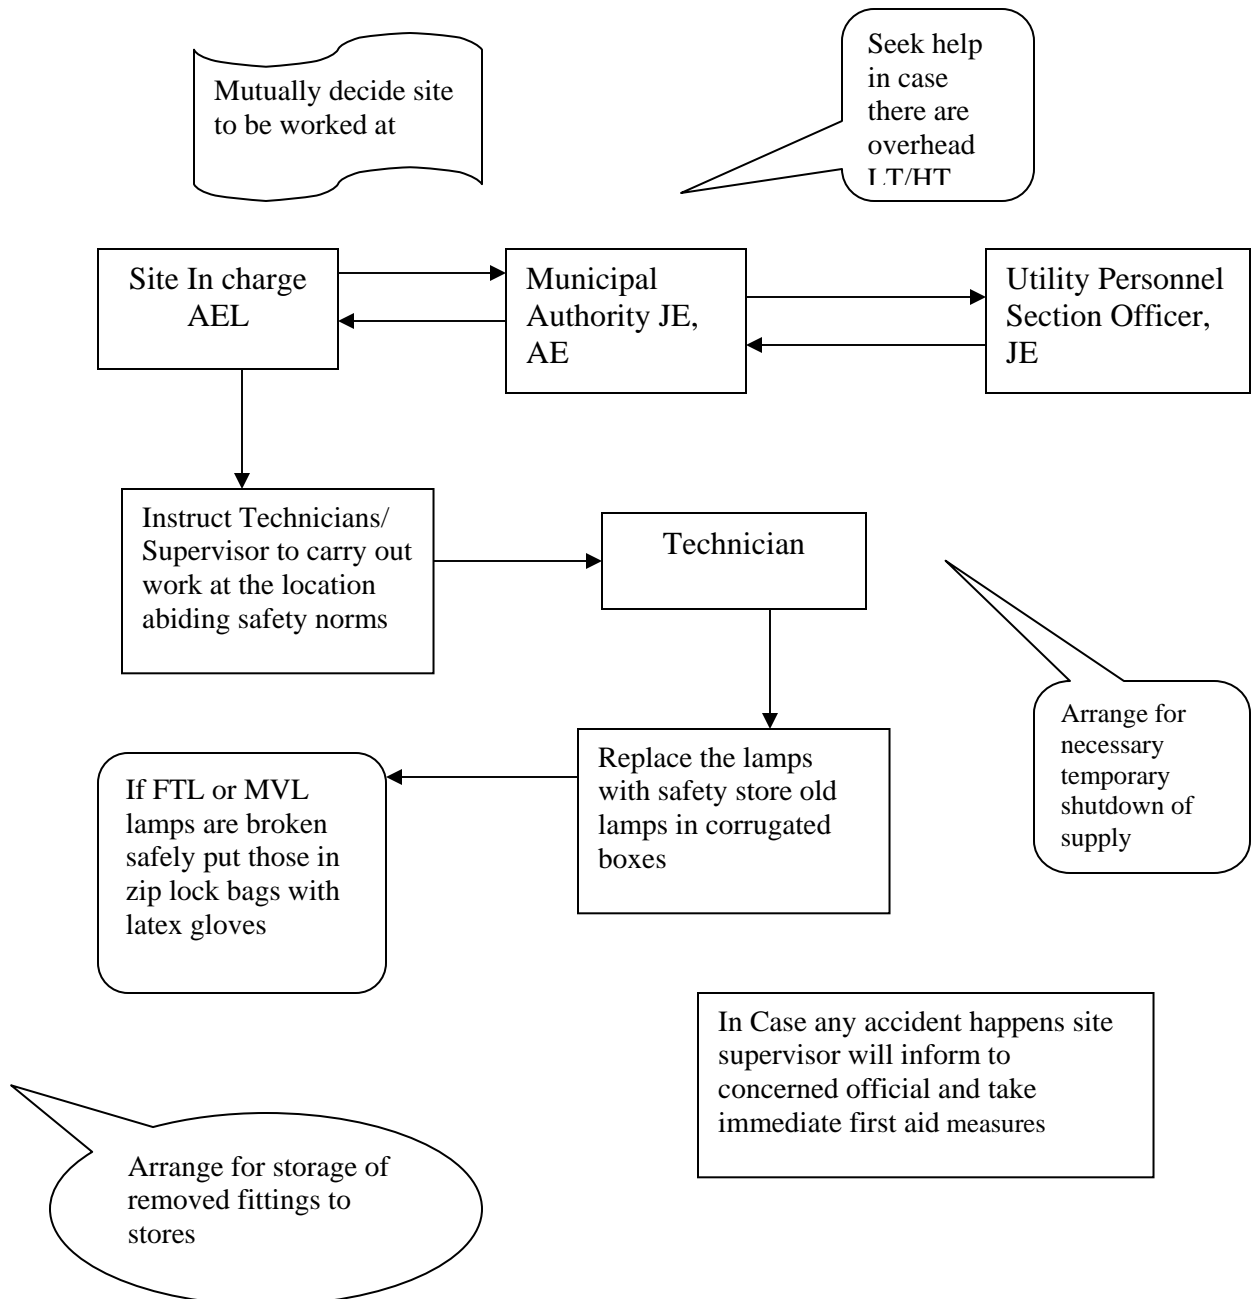 Mutually decide site
to be worked at
Seek help
in case
there are
overhead
LT/HT
Site In charge
AEL
Municipal
Authority JE,
AE
Utility Personnel
Section Officer,
JE
Instruct Technicians/
Supervisor to carry out
work at the location
abiding safety norms
Technician
Arrange for
necessary
temporary
shutdown of
supply
If FTL or MVL
lamps are broken
safely put those in
zip lock bags with
latex gloves
Replace the lamps
with safety store old
lamps in corrugated
boxes
In Case any accident happens site
supervisor will inform to
concerned official and take
immediate first aid measures
Arrange for storage of
removed fittings to
stores